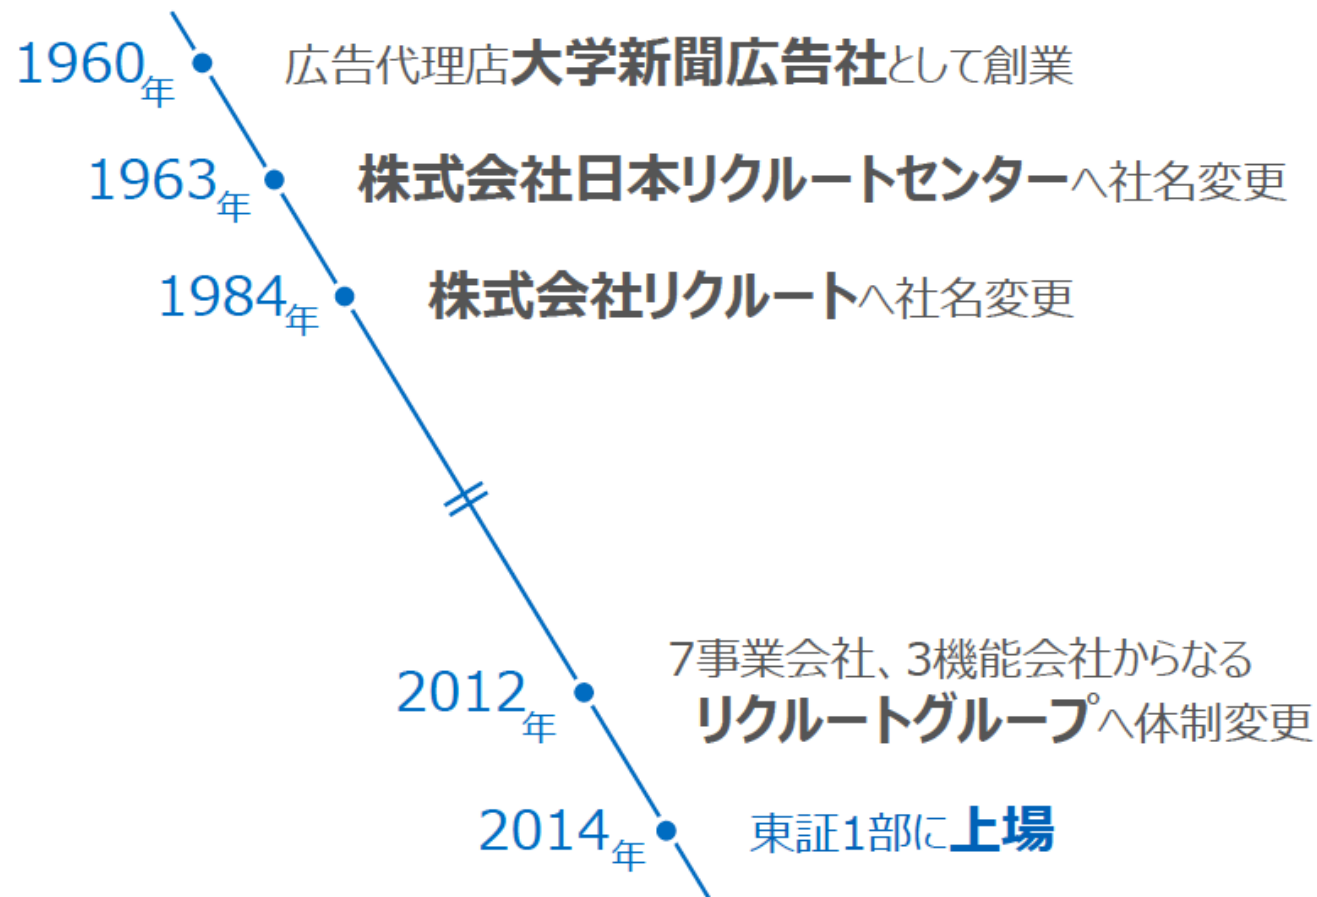 1960年 広告代理店大学新聞広告社として創業
1963年 株式会社日本リクルートセンターへ社名変更
1984年 株式会社リクルートへ社名変更
2012年 7事業会社、3機能会社からなる
リクルートグループへ体制変更
2014年 東証1部に上場